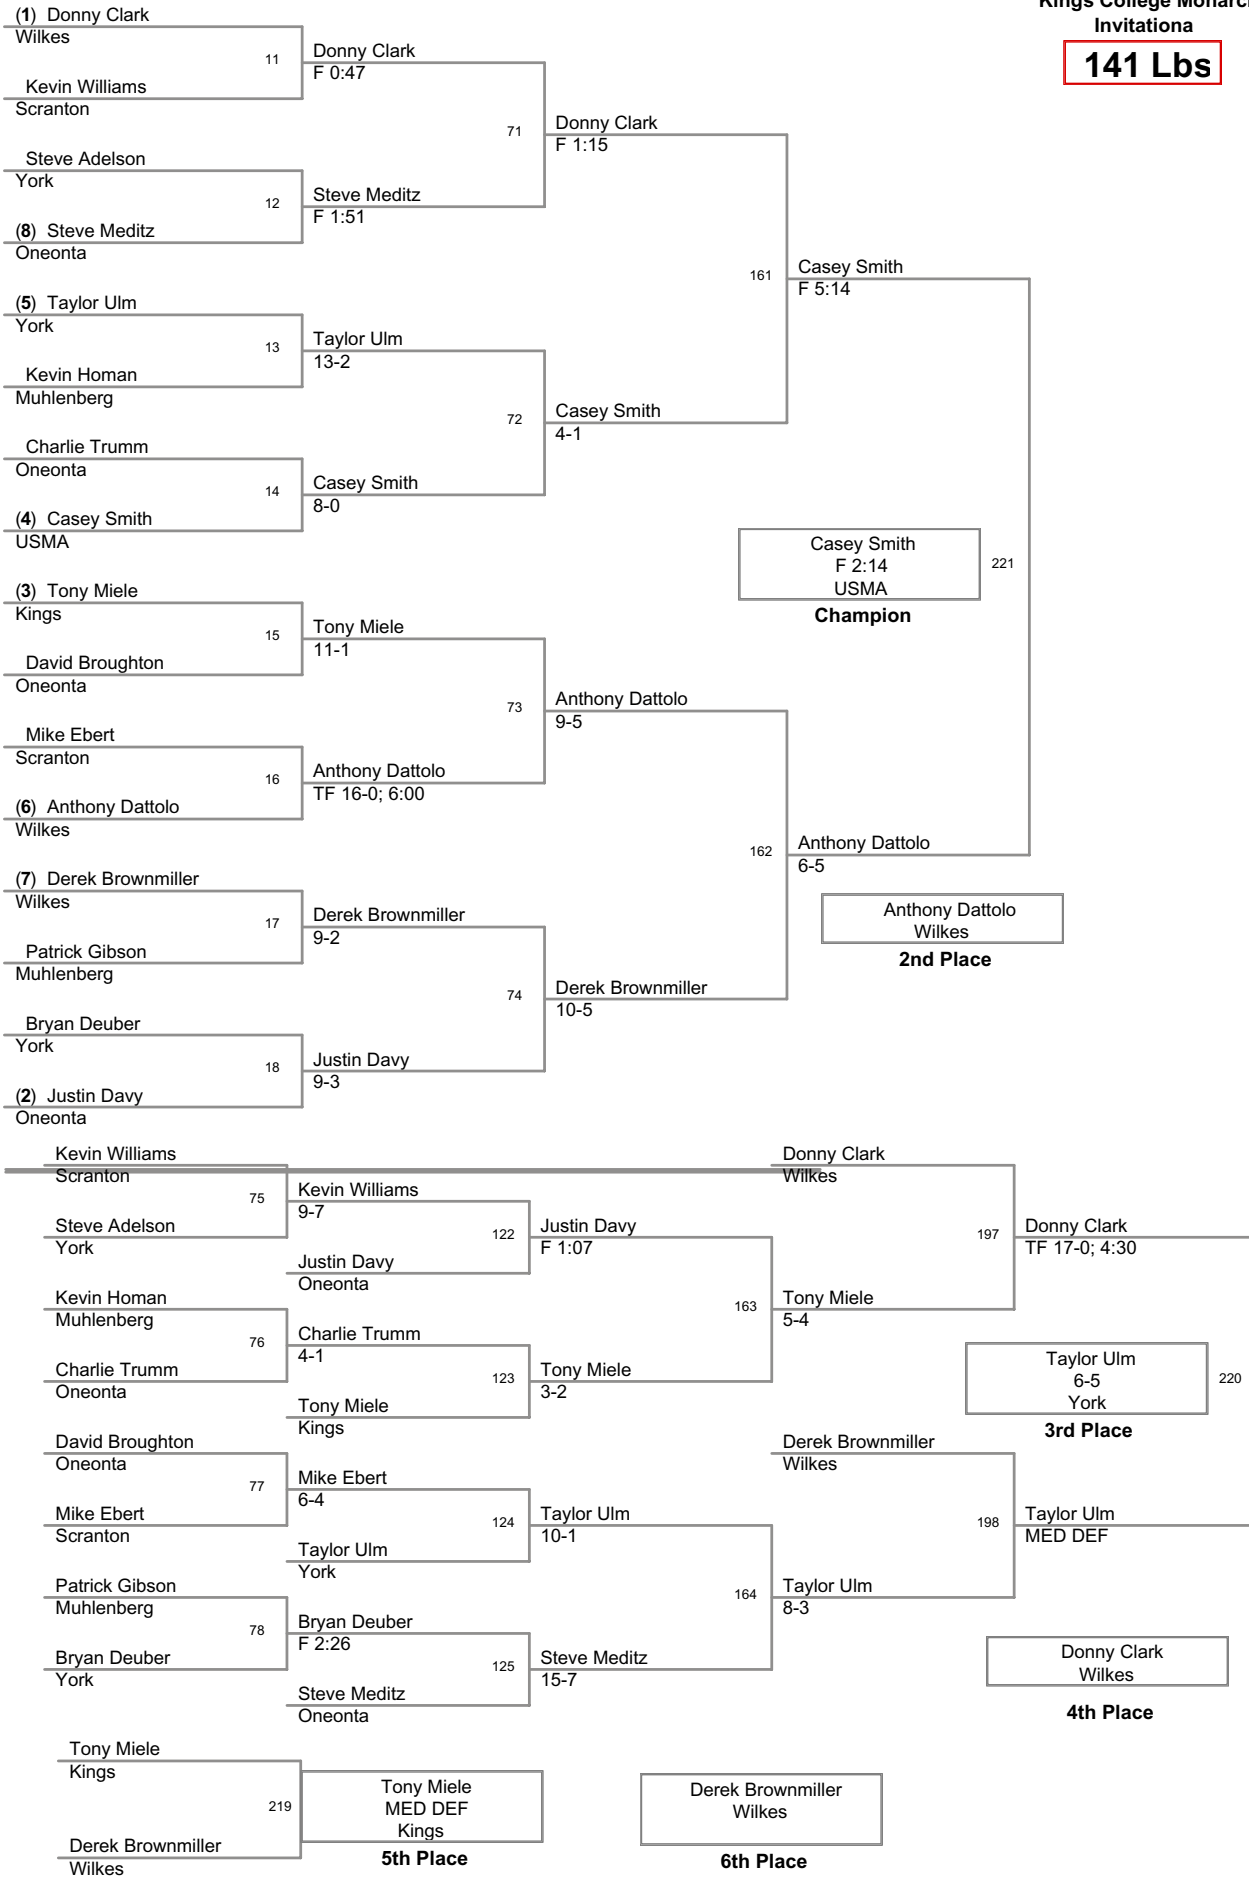 Kings College Monarc
Invitationa
141 Lbs
(1) Donny Clark
Wilkes
11
Donny Clark
F 0:47
Kevin Williams
Scranton
71
Donny Clark
F 1:15
Steve Adelson
York
12
Steve Meditz
F 1:51
(8) Steve Meditz
Oneonta
161
Casey Smith
F 5:14
(5) Taylor Ulm
York
13
Taylor Ulm
13-2
Kevin Homan
Muhlenberg
72
Casey Smith
4-1
Charlie Trumm
Oneonta
14
Casey Smith
8-0
(4) Casey Smith
USMA
Casey Smith
F 2:14
USMA
221
Champion
(3) Tony Miele
Kings
15
Tony Miele
11-1
David Broughton
Oneonta
73
Anthony Dattolo
9-5
Mike Ebert
Scranton
16
Anthony Dattolo
TF 16-0; 6:00
(6) Anthony Dattolo
Wilkes
162
Anthony Dattolo
6-5
(7) Derek Brownmiller
Wilkes
17
Derek Brownmiller
9-2
Anthony Dattolo
Wilkes
2nd Place
Patrick Gibson
Muhlenberg
74
Derek Brownmiller
10-5
Bryan Deuber
York
18
Justin Davy
9-3
(2) Justin Davy
Oneonta
Kevin Williams
Scranton
75
Kevin Williams
9-7
Steve Adelson
York
122
Justin Davy
F 1:07
Justin Davy
Oneonta
Donny Clark
Wilkes
197
Donny Clark
TF 17-0; 4:30
Kevin Homan
Muhlenberg
76
Charlie Trumm
4-1
163
Tony Miele
5-4
Charlie Trumm
Oneonta
123
Tony Miele
3-2
Tony Miele
Kings
Taylor Ulm
6-5
York
220
3rd Place
David Broughton
Oneonta
77
Mike Ebert
6-4
Mike Ebert
Scranton
124
Taylor Ulm
10-1
Taylor Ulm
York
Derek Brownmiller
Wilkes
198
Taylor Ulm
MED DEF
Patrick Gibson
Muhlenberg
78
Bryan Deuber
F 2:26
164
Taylor Ulm
8-3
Bryan Deuber
York
125
Steve Meditz
15-7
Steve Meditz
Oneonta
Donny Clark
Wilkes
4th Place
Tony Miele
Kings
219
Tony Miele
MED DEF
Kings
5th Place
Derek Brownmiller
Wilkes
Derek Brownmiller
Wilkes
6th Place